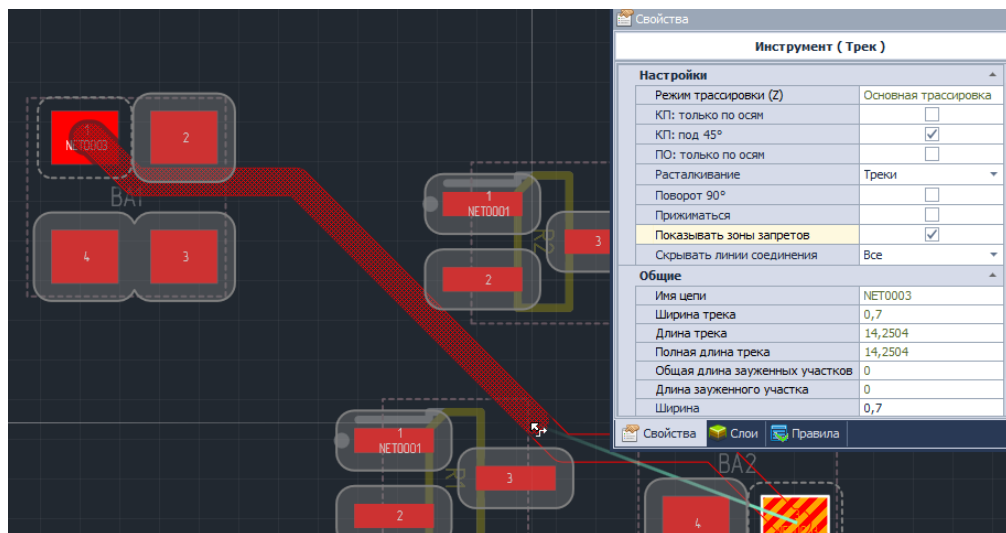 Свойства
Инструмент ( Трек )
Настройки
Режим трассировки (Z) Основная трассировка
КП: только по осям
КП: под 45°
ПО: только по осям
Расталкивание Треки
Поворот 90°
Прижиматься
Показывать зоны запретов
Скрывать линии соединения Все
Общие
Имя цепи NET0003
Ширина трека 0,7
Длина трека 14,2504
Полная длина трека 14,2504
Общая длина зауженных участков 0
Длина зауженного участка 0
Ширина 0,7
Свойства Слои Правила
1
NET0003
2
BA1
4
3
1
NET0001
R2
3
2
1
NET0001
R1
3
2
BA2
4